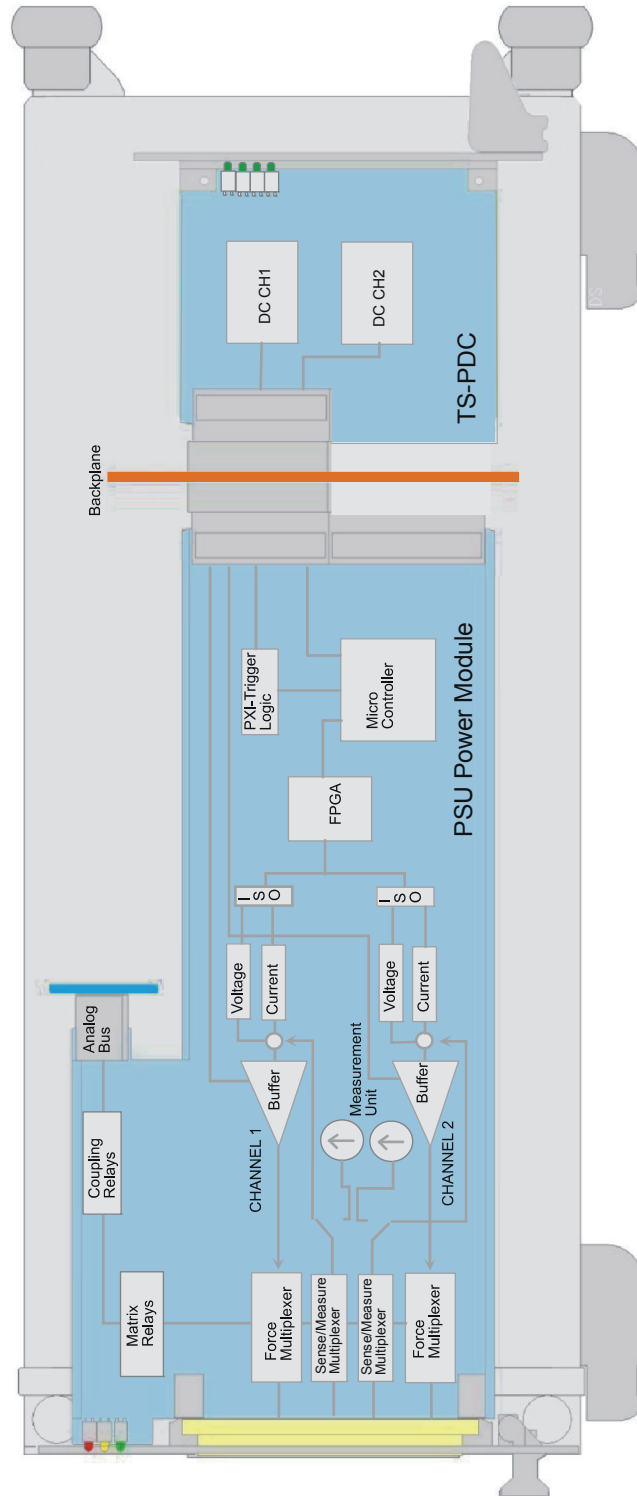 DC CH1
DC CH2
TS-PDC
Backplane
PXI-Trigger
Logic
Micro
Controller
PSU Power Module
FPGA
I S O
I S O
Voltage
Current
Voltage
Current
Analog
Bus
Buffer
Buffer
Measurement
Unit
CHANNEL 1
CHANNEL 2
Coupling
Relays
Matrix
Relays
Force
Multiplexer
Sense/Measure
Multiplexer
Sense/Measure
Multiplexer
Force
Multiplexer
DS